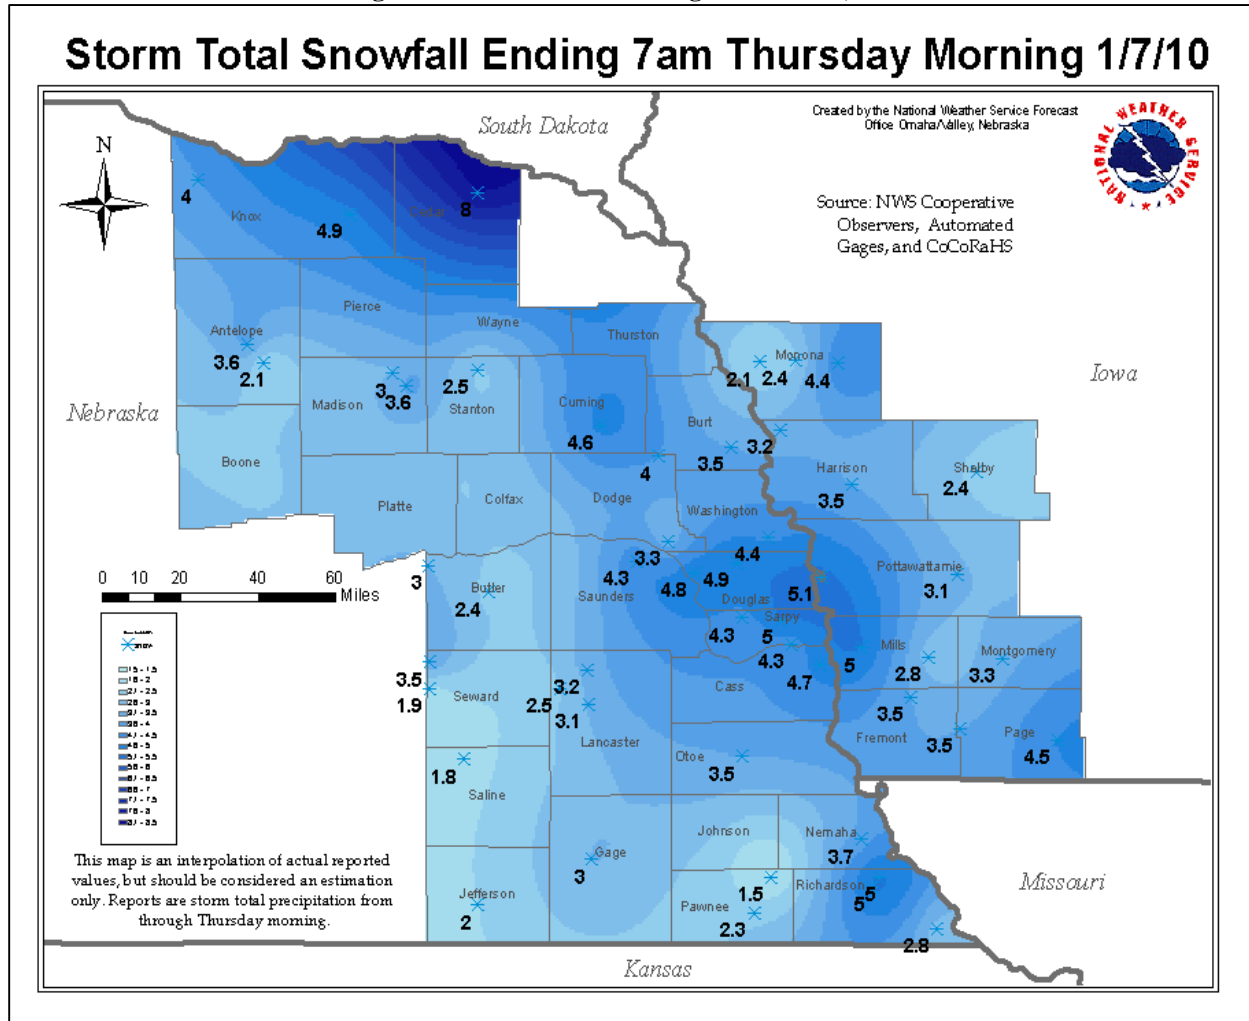 Storm Total Snowfall Ending 7am Thursday Morning 1/7/10
South Dakota
Created by the National Weather Service Forecast
Office Omaha/Valley, Nebraska
NATIONAL WEATHER SERVICE
N
Source: NWS Cooperative
Observers, Automated
Gages, and CoCoRaHS
4
Knox
4.9
Cedar
8
Pierce
Wayne
Thurston
Antelope
3.6
2.1
Monona
2.1
2.4
4.4
Iowa
Nebraska
Madison
3
3.6
2.5
Stanton
Cuming
4.6
Burt
3.5
3.2
4
Boone
Harrison
3.5
Shelby
2.4
Platte
Colfax
Dodge
Washington
3.3
4.4
Pottawattamie
3.1
0 10 20 40 60
Miles
3
Butler
2.4
4.3
Saunders
4.8
4.9
Douglas
5.1
Sarpy
4.3
5
4.3
4.7
5
Mills
2.8
Montgomery
3.3
3.5
1.9
Seward
2.5
3.2
3.1
Lancaster
Cass
3.5
Fremont
3.5
Page
4.5
1.8
Saline
Otoe
3.5
Johnson
Nemaha
3.7
Gage
3
Jefferson
2
1.5
Pawnee
2.3
Richardson
5
5
2.8
Missouri
Kansas
This map is an interpolation of actual reported
values, but should be considered an estimation
only. Reports are storm total precipitation from
through Thursday morning.